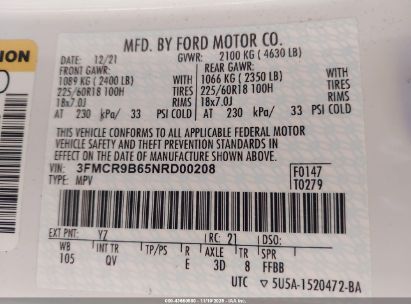 MFD. BY FORD MOTOR CO.
DATE: 12/21 GVWR: 2100 KG (4630 LB)
FRONT GAWR: REAR GAWR:
1089 KG (2400 LB) WITH 1066 KG (2350 LB) WITH
225/60R18 100H TIRES 225/60R18 100H TIRES
18x7.0J RIMS 18x7.0J RIMS
AT 230 kPa/ 33 PSI COLD AT 230 kPa/ 33 PSI COLD
THIS VEHICLE CONFORMS TO ALL APPLICABLE FEDERAL MOTOR
VEHICLE SAFETY AND THEFT PREVENTION STANDARDS IN EFFECT ON
THE DATE OF MANUFACTURE SHOWN ABOVE.
VIN: 3FMCR9B65NRD00208
TYPE: MPV
F0147
T0279
EXT PNT: YZ RC: 21 DSO:
WB INT TR TP/PS R AXLE TR SPR
105 QV E 3D 8 FFBB
UTC ▽ 5U5A-1520472-BA